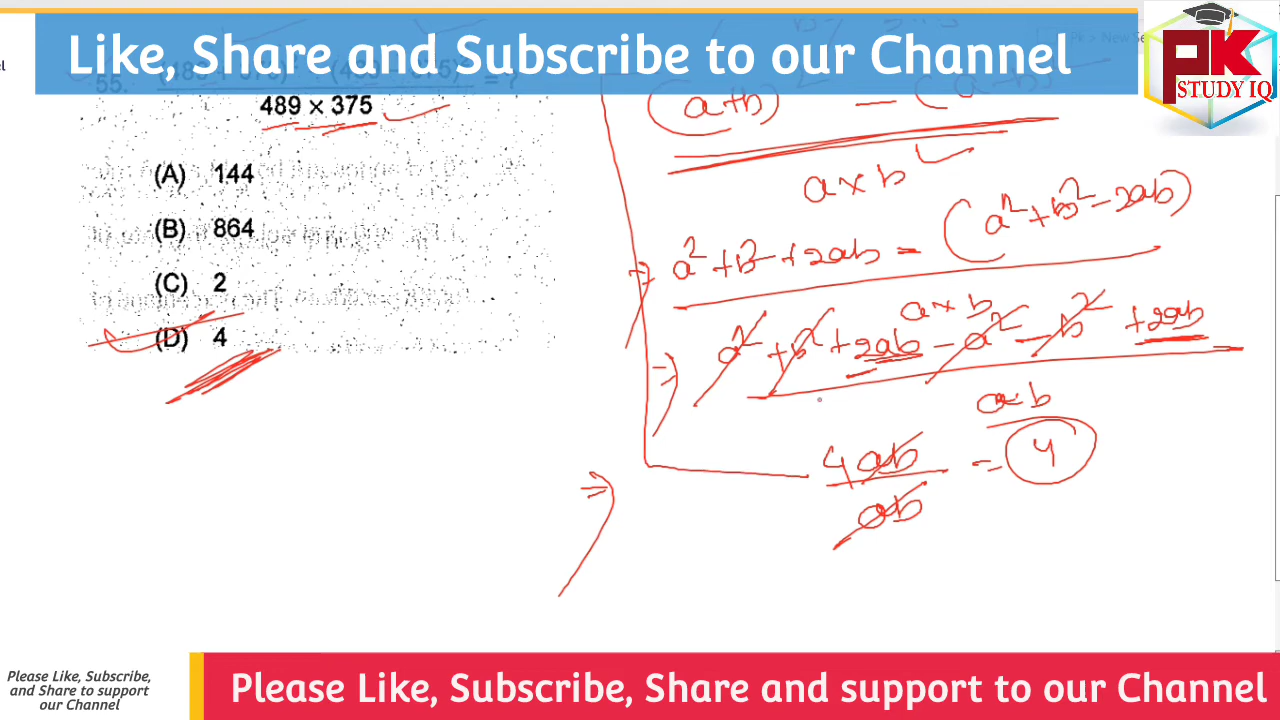 Like, Share and Subscribe to our Channel
PK
STUDY IQ
55.
= ?
489 × 375
(A) 144
(B) 864
(C) 2
(D) 4
(a+b) - (a-b)
a × b
⇒ a²+b²+2ab - (a²+b²-2ab)
a × b
⇒ a²+b²+2ab-a²-b²+2ab
a×b
⇒ 4ab
ab
= 4
Please Like, Subscribe,
and Share to support
our Channel
Please Like, Subscribe, Share and support to our Channel